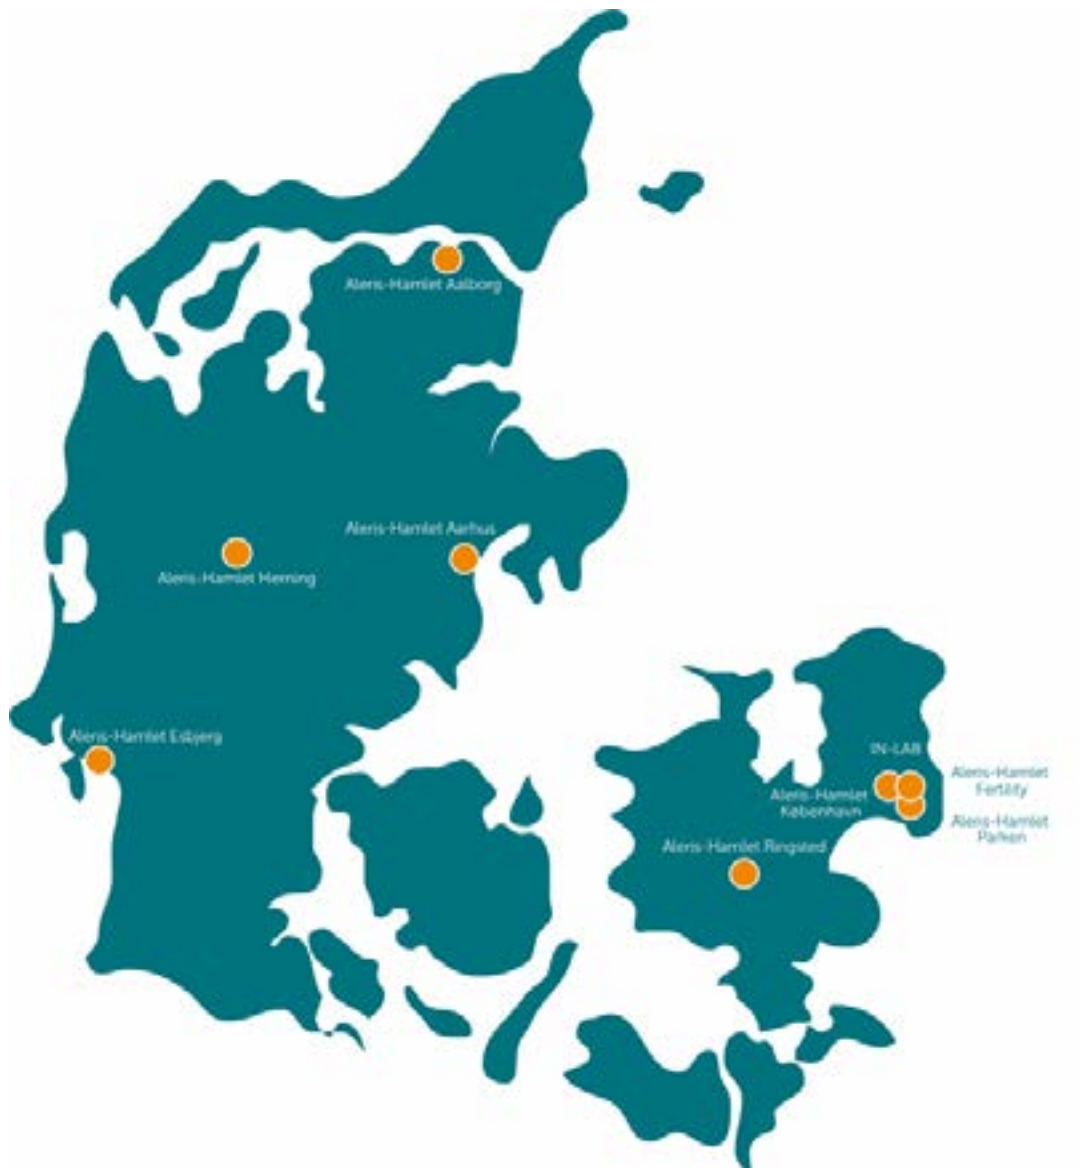 Aleris-Hamlet Aalborg
Aleris-Hamlet Aarhus
Aleris-Hamlet Herning
Aleris-Hamlet Esbjerg
IN-LAB
Aleris-Hamlet
Fertility
Aleris-Hamlet
København
Aleris-Hamlet
Parken
Aleris-Hamlet Ringsted